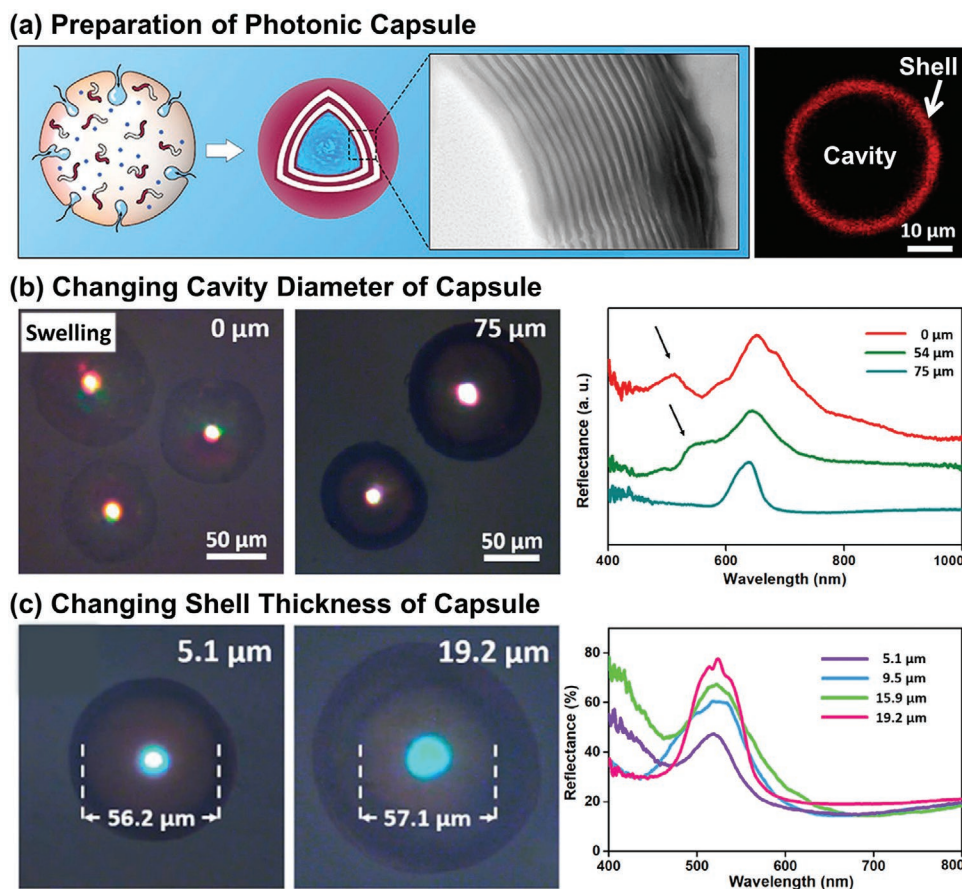 (a) Preparation of Photonic Capsule
Shell
Cavity
10 μm
(b) Changing Cavity Diameter of Capsule
Swelling
0 μm
50 μm
75 μm
50 μm
Reflectance (a. u.)
0 μm
54 μm
75 μm
400 600 800 1000
Wavelength (nm)
(c) Changing Shell Thickness of Capsule
5.1 μm
56.2 μm
19.2 μm
57.1 μm
Reflectance (%)
80
60
40
20
0
5.1 μm
9.5 μm
15.9 μm
19.2 μm
400 500 600 700 800
Wavelength (nm)